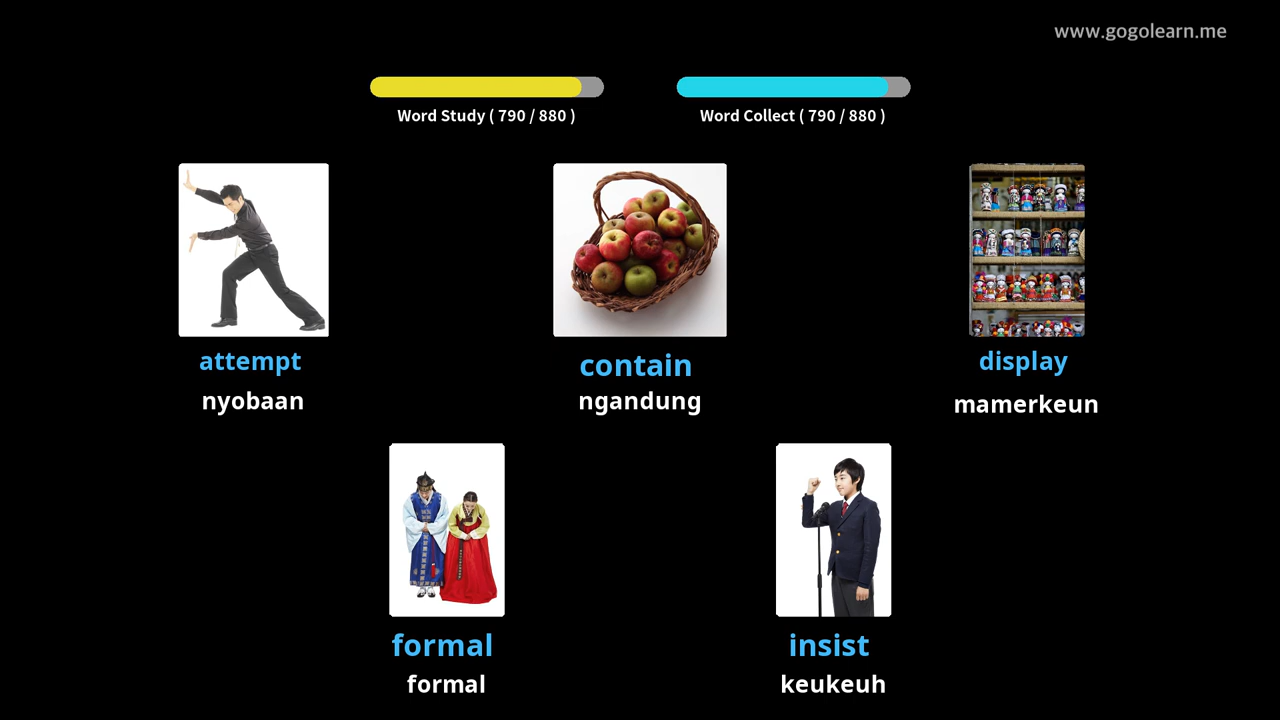 www.gogolearn.me
Word Study ( 790 / 880 )
Word Collect ( 790 / 880 )
attempt
nyobaan
contain
ngandung
display
mamerkeun
formal
formal
insist
keukeuh